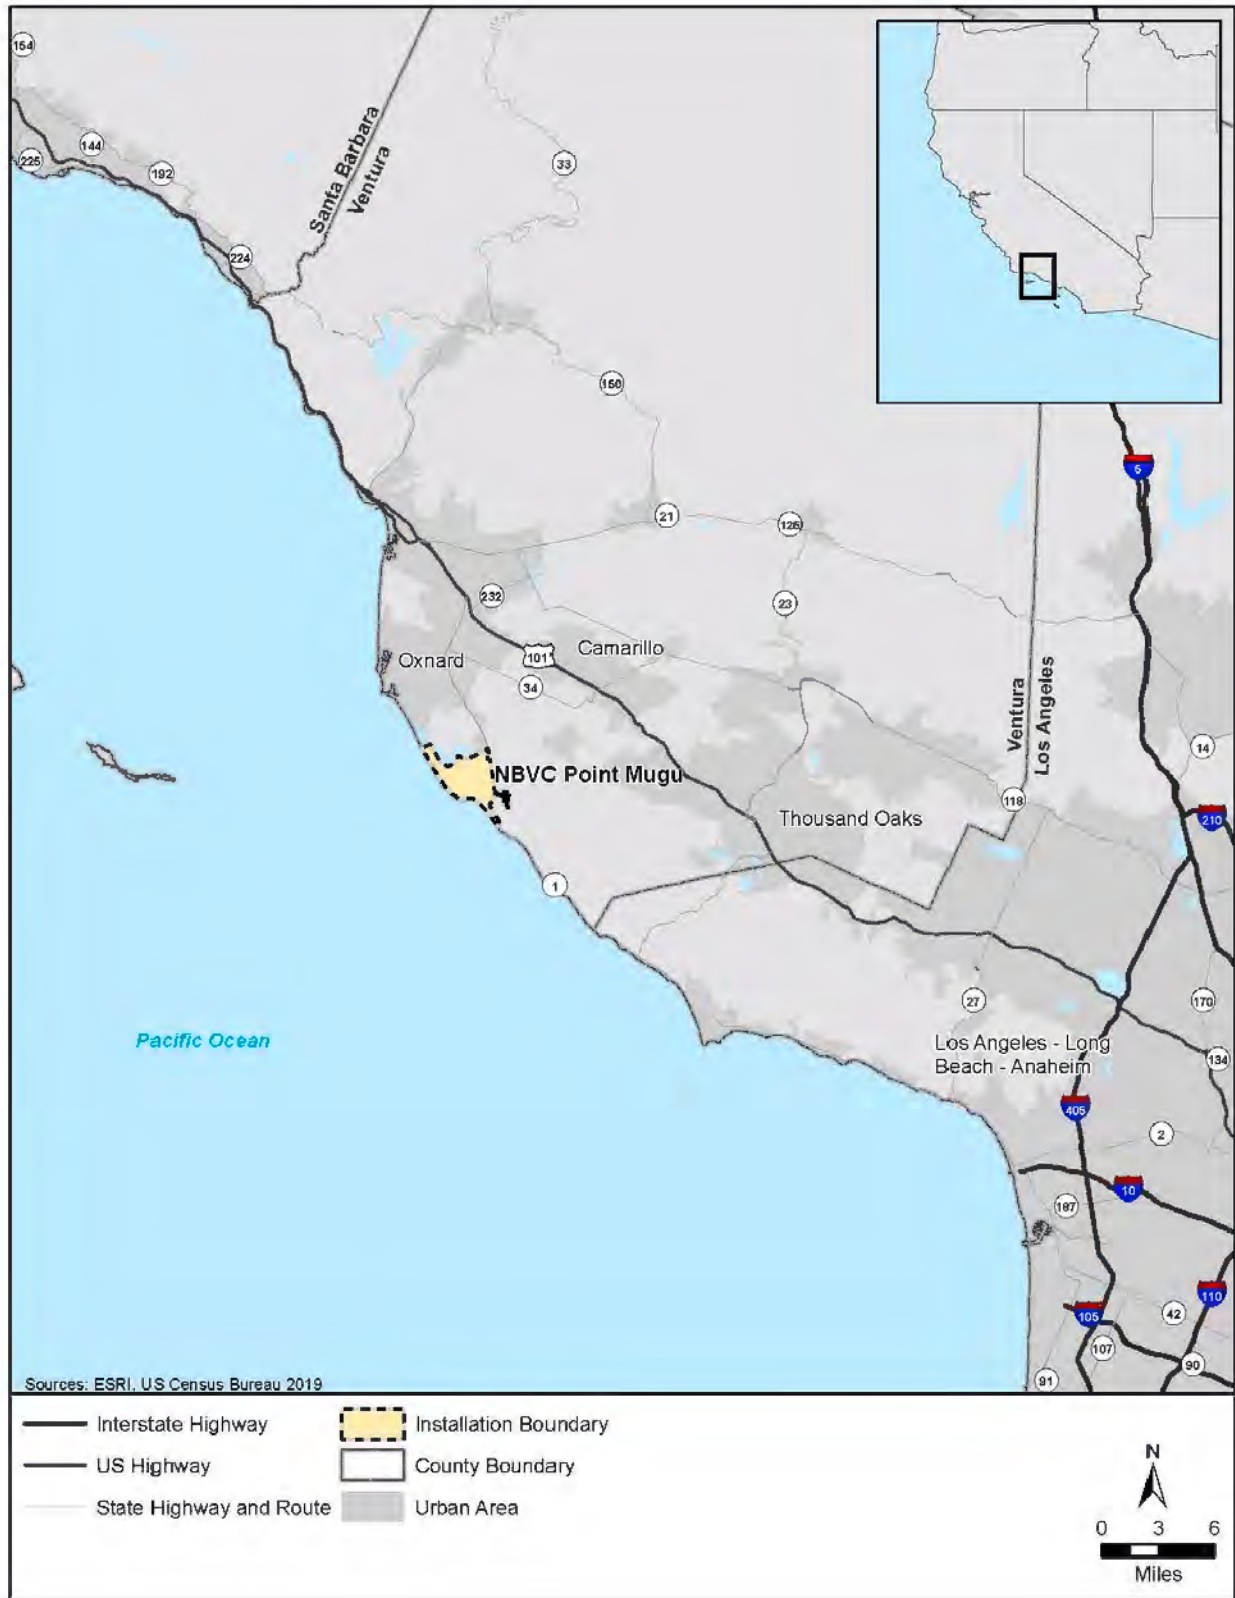 154
144
225
192
224
Santa Barbara
Ventura
33
150
5
21
126
232
23
Oxnard
101
Camarillo
34
Ventura
Los Angeles
14
NBVC Point Mugu
118
Thousand Oaks
210
1
27
170
Pacific Ocean
Los Angeles - Long
Beach - Anaheim
134
405
2
10
187
110
105
42
107
90
91
Sources: ESRI, US Census Bureau 2019
Interstate Highway
Installation Boundary
US Highway
County Boundary
State Highway and Route
Urban Area
N
0 3 6
Miles